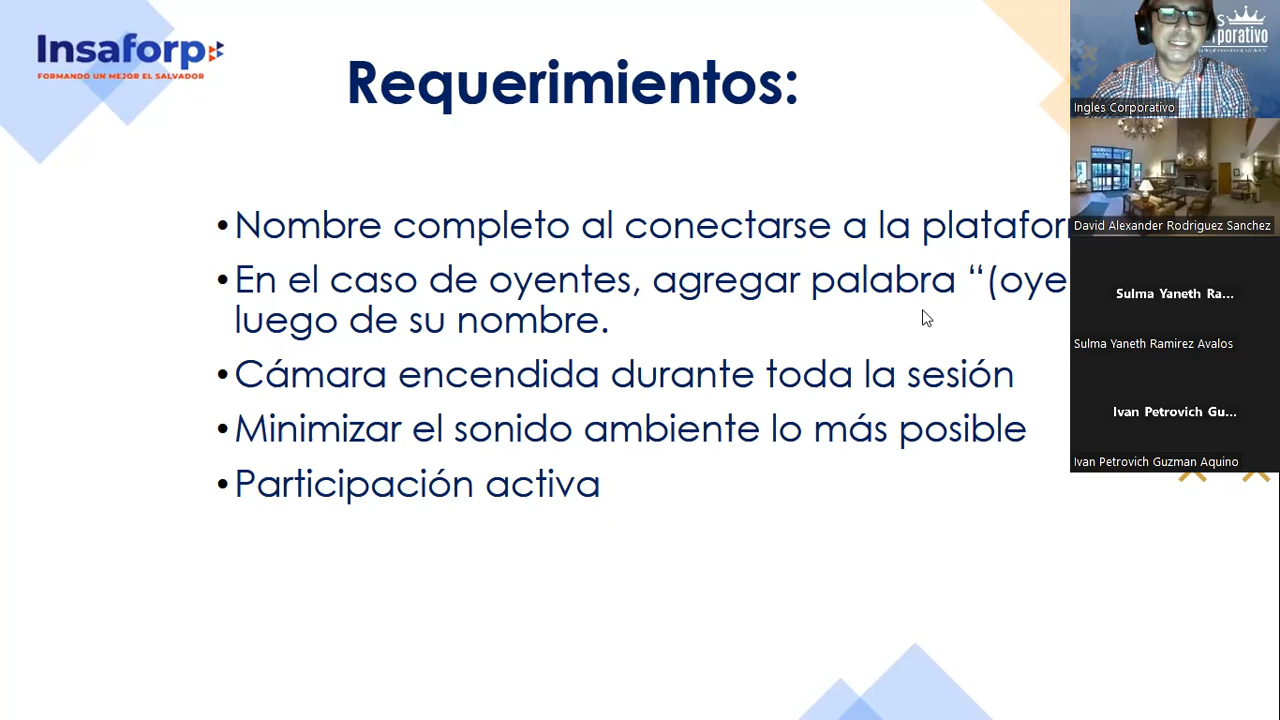 Insaforp
FORMANDO UN MEJOR EL SALVADOR
Requerimientos:
•Nombre completo al conectarse a la
•En el caso de oyentes, agregar palabra
luego de su nombre.
•Cámara encendida durante toda la sesión
•Minimizar el sonido ambiente lo más posible
•Participación activa
Ingles Corporativo
David Alexander Rodriguez Sanchez
Sulma Yaneth Ra...
Sulma Yaneth Ramirez Avalos
Ivan Petrovich Gu...
Ivan Petrovich Guzman Aquino